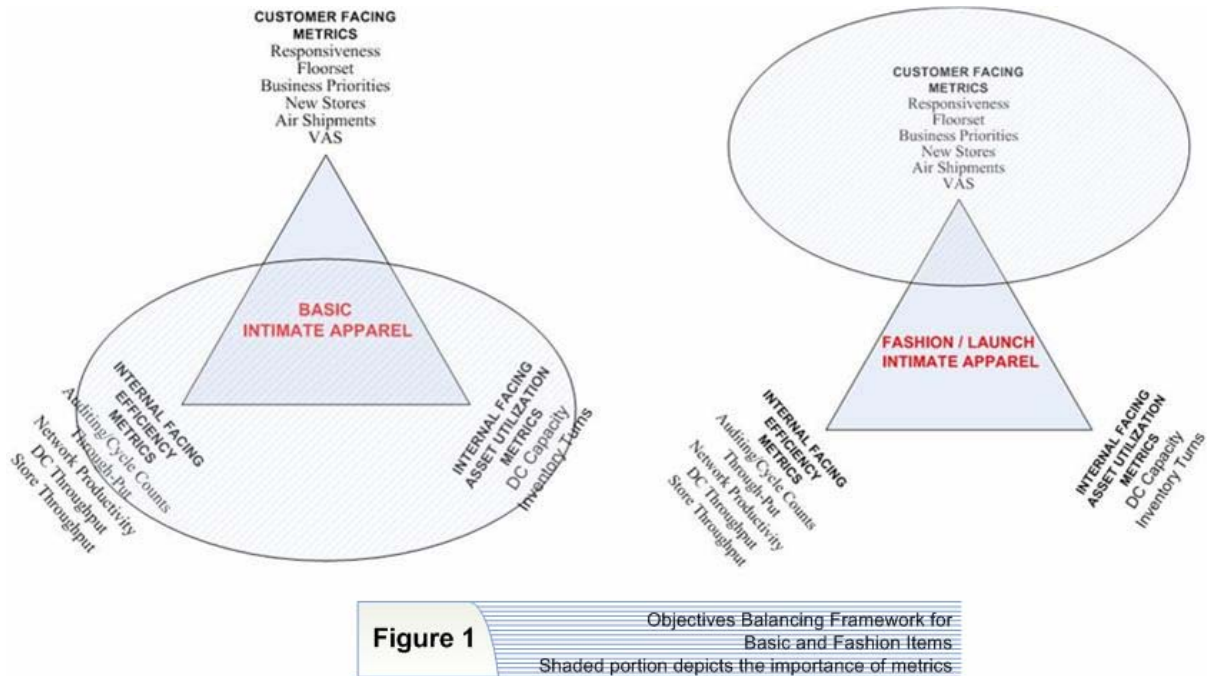 CUSTOMER FACING
METRICS
Responsiveness
Floorset
Business Priorities
New Stores
Air Shipments
VAS
BASIC
INTIMATE APPAREL
INTERNAL FACING
EFFICIENCY
METRICS
Auditing/Cycle Counts
Through-Put
Network Productivity
DC Throughput
Store Throughput
INTERNAL FACING
ASSET UTILIZATION
METRICS
DC Capacity
Inventory Turns
CUSTOMER FACING
METRICS
Responsiveness
Floorset
Business Priorities
New Stores
Air Shipments
VAS
FASHION / LAUNCH
INTIMATE APPAREL
INTERNAL FACING
EFFICIENCY
METRICS
Auditing/Cycle Counts
Through-Put
Network Productivity
DC Throughput
Store Throughput
INTERNAL FACING
ASSET UTILIZATION
METRICS
DC Capacity
Inventory Turns
Figure 1
Objectives Balancing Framework for
Basic and Fashion Items
Shaded portion depicts the importance of metrics